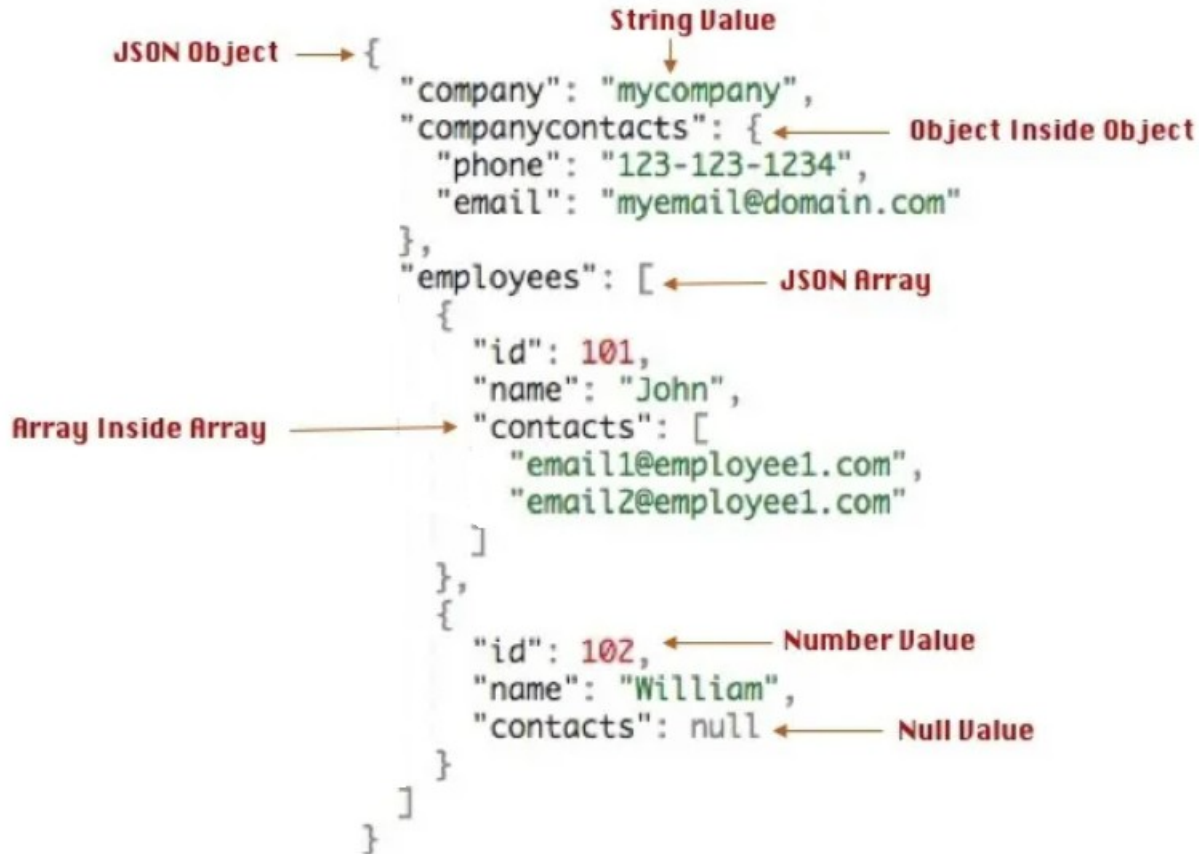 String Value
JSON Object {
"company": "mycompany",
"companycontacts": { Object Inside Object
"phone": "123-123-1234",
"email": "myemail@domain.com"
},
"employees": [ JSON Array
{
"id": 101,
"name": "John",
Array Inside Array "contacts": [
"email1@employee1.com",
"email2@employee1.com"
]
},
{
"id": 102, Number Value
"name": "William",
"contacts": null Null Value
}
]
}